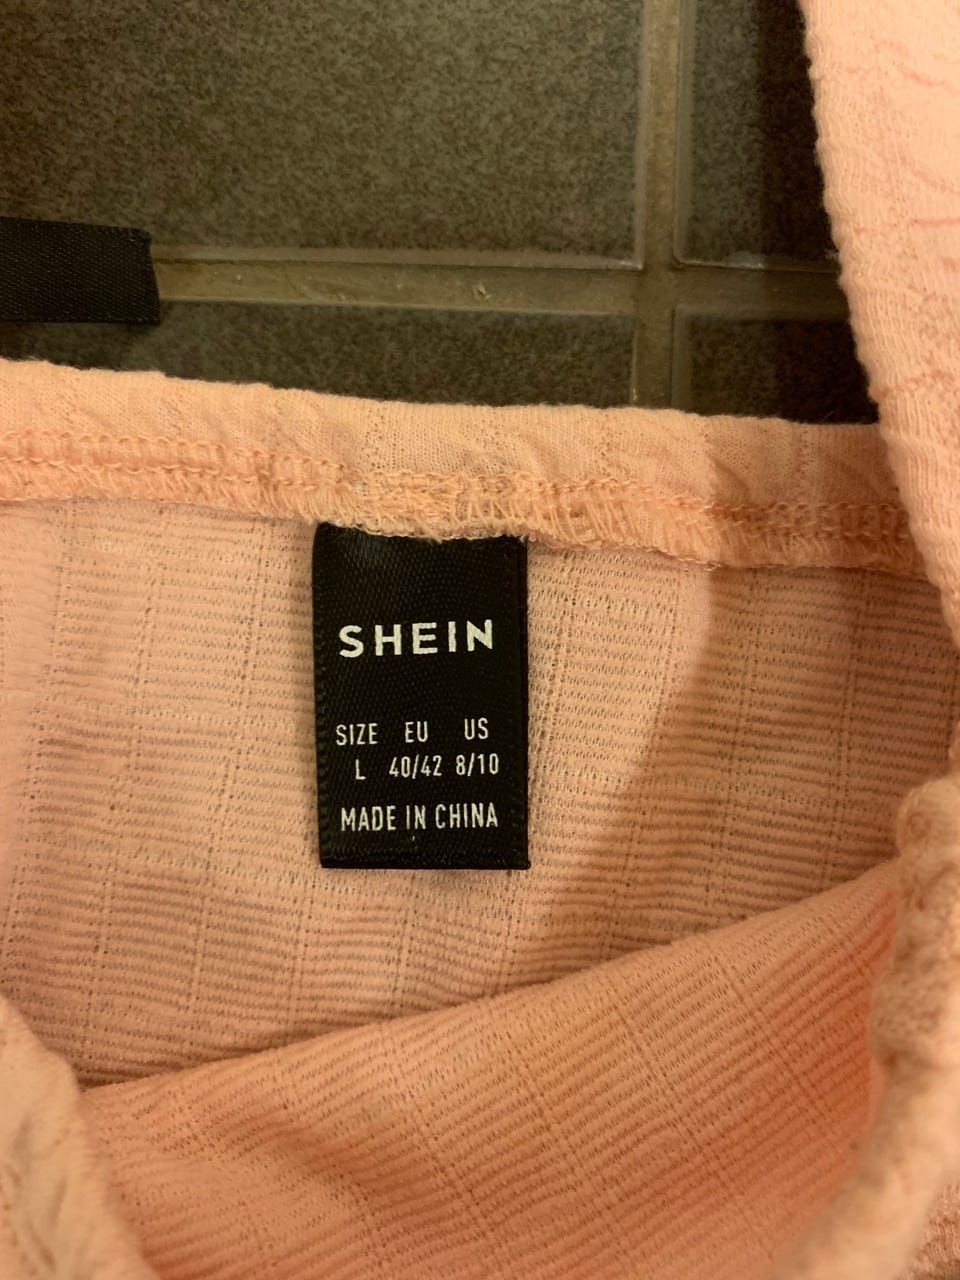 SHEIN
SIZE EU US
L 40/42 8/10
MADE IN CHINA